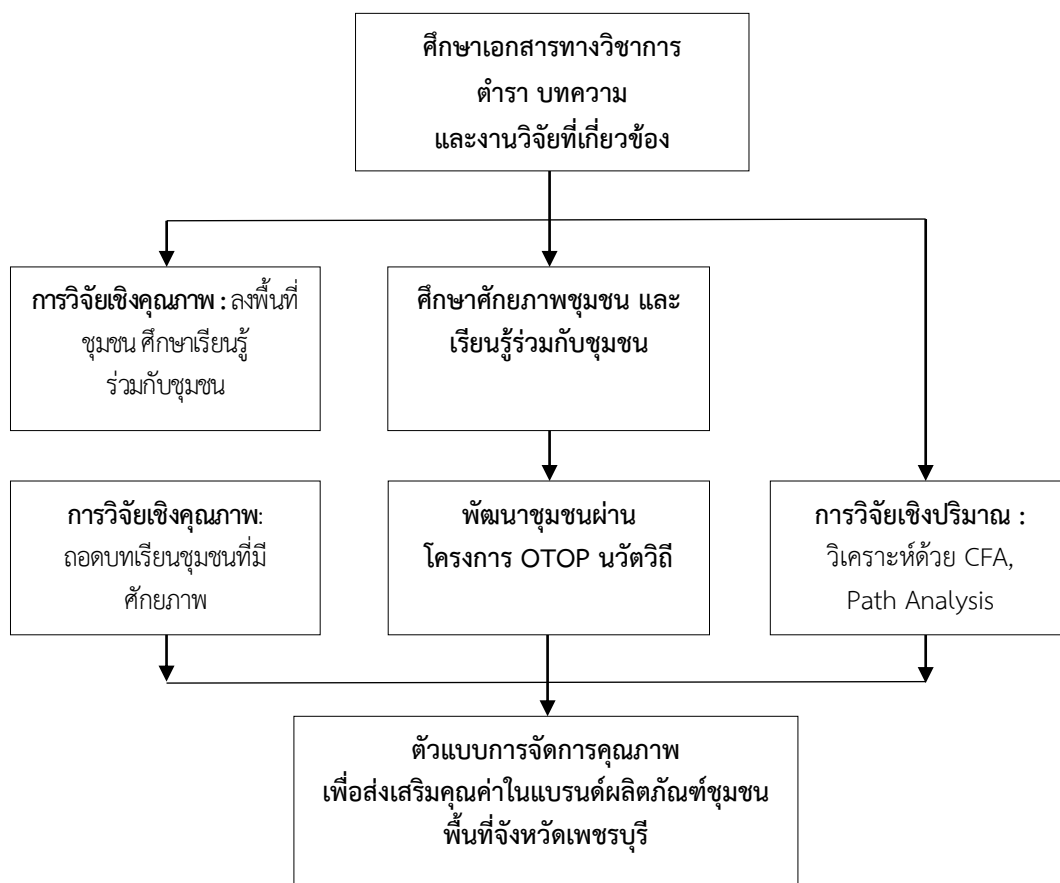 ศึกษาเอกสารทางวิชาการ
ตำรา บทความ
และงานวิจัยที่เกี่ยวข้อง
การวิจัยเชิงคุณภาพ : ลงพื้นที่
ชุมชน ศึกษาเรียนรู้
ร่วมกับชุมชน
ศึกษาศักยภาพชุมชน และ
เรียนรู้ร่วมกับชุมชน
การวิจัยเชิงคุณภาพ:
ถอดบทเรียนชุมชนที่มี
ศักยภาพ
พัฒนาชุมชนผ่าน
โครงการ OTOP นวัตวิถี
การวิจัยเชิงปริมาณ :
วิเคราะห์ด้วย CFA,
Path Analysis
ตัวแบบการจัดการคุณภาพ
เพื่อส่งเสริมคุณค่าในแบรนด์ผลิตภัณฑ์ชุมชน
พื้นที่จังหวัดเพชรบุรี